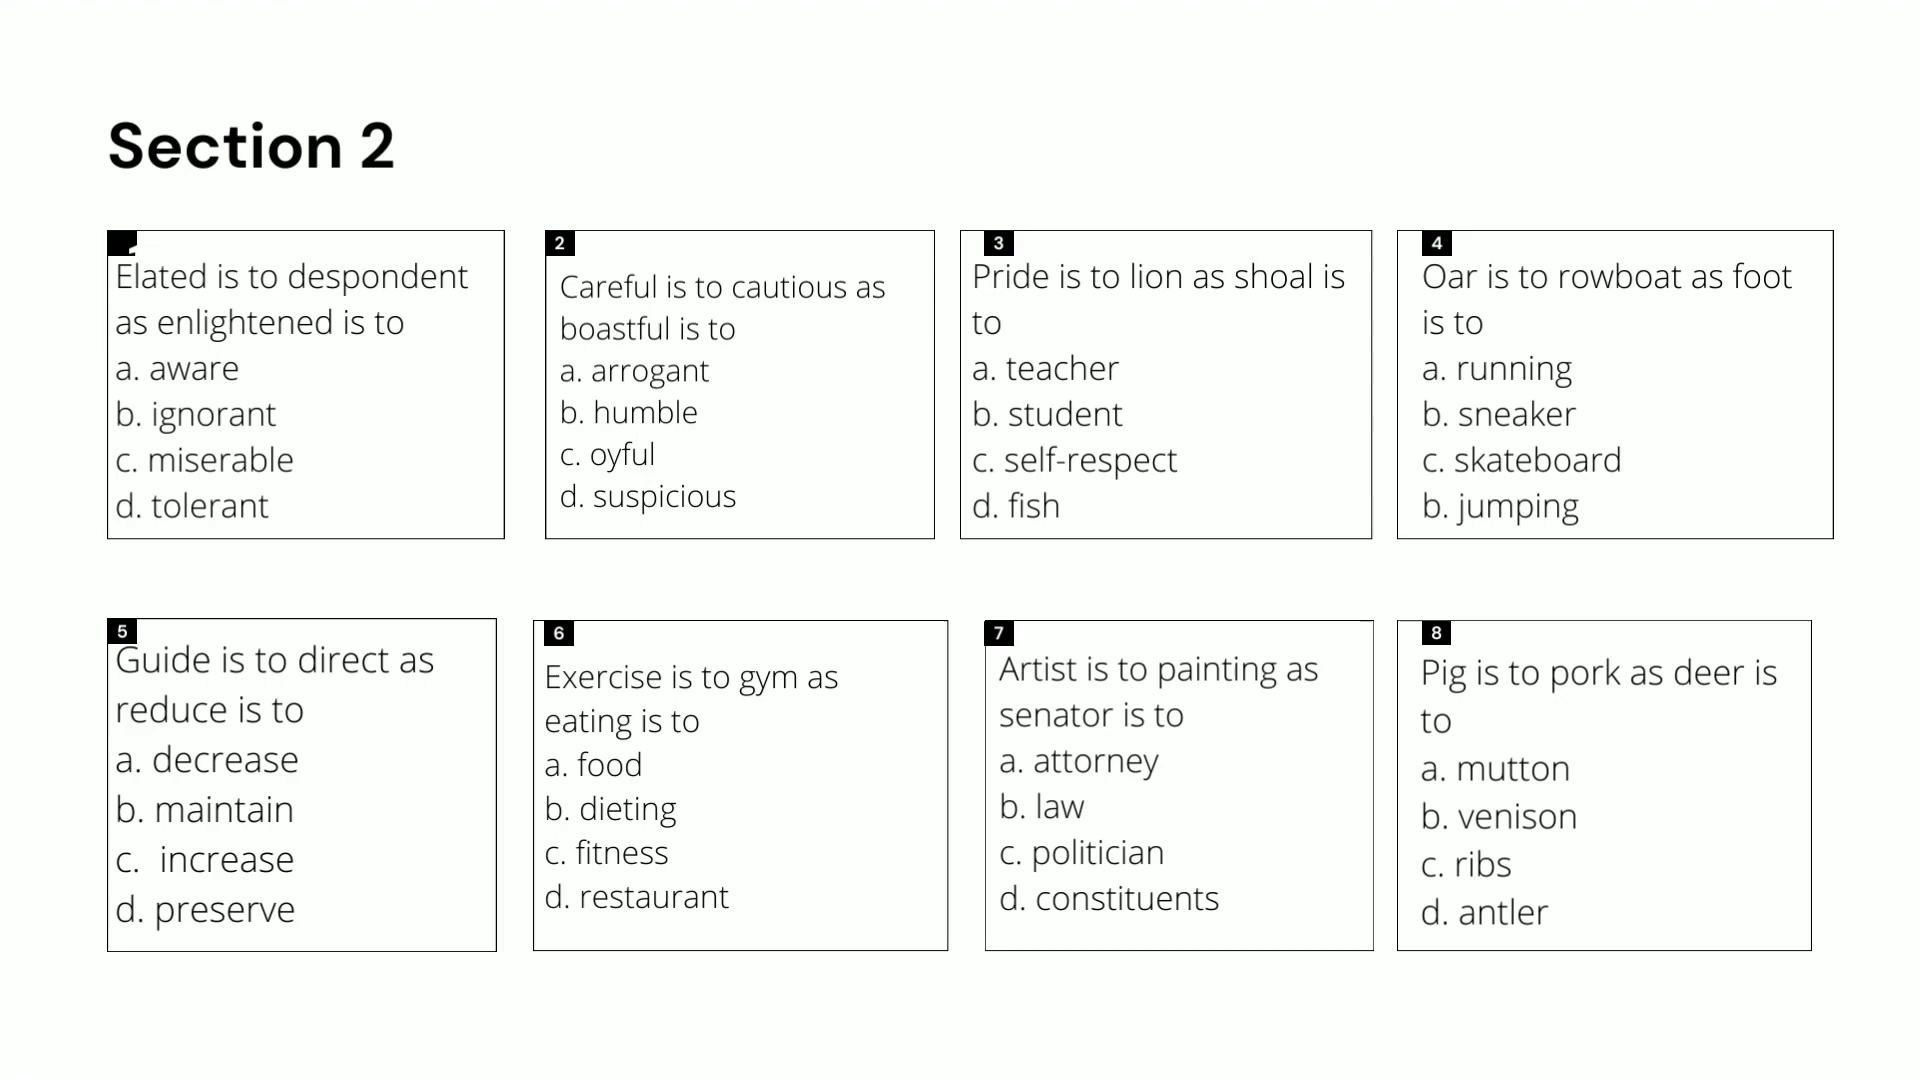 Section 2
Elated is to despondent
as enlightened is to
a. aware
b. ignorant
c. miserable
d. tolerant
2
Careful is to cautious as
boastful is to
a. arrogant
b. humble
c. oyful
d. suspicious
3
Pride is to lion as shoal is
to
a. teacher
b. student
c. self-respect
d. fish
4
Oar is to rowboat as foot
is to
a. running
b. sneaker
c. skateboard
b. jumping
5
Guide is to direct as
reduce is to
a. decrease
b. maintain
c. increase
d. preserve
6
Exercise is to gym as
eating is to
a. food
b. dieting
c. fitness
d. restaurant
7
Artist is to painting as
senator is to
a. attorney
b. law
c. politician
d. constituents
8
Pig is to pork as deer is
to
a. mutton
b. venison
c. ribs
d. antler